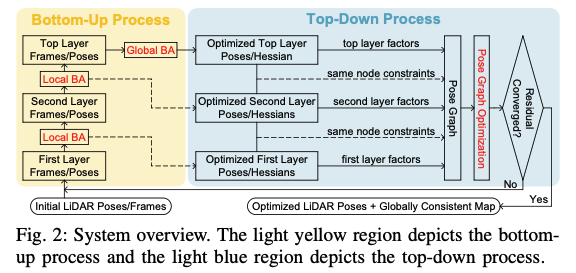 Bottom-Up Process
Top-Down Process
Top Layer
Frames/Poses
Global BA
Optimized Top Layer
Poses/Hessian
top layer factors
Local BA
same node constraints
Second Layer
Frames/Poses
Optimized Second Layer
Poses/Hessians
second layer factors
Local BA
same node constraints
First Layer
Frames/Poses
Optimized First Layer
Poses/Hessians
first layer factors
Pose Graph
Pose Graph Optimization
Residual
Converged?
No
Yes
Initial LiDAR Poses/Frames
Optimized LiDAR Poses + Globally Consistent Map
Fig. 2: System overview. The light yellow region depicts the bottom-
up process and the light blue region depicts the top-down process.